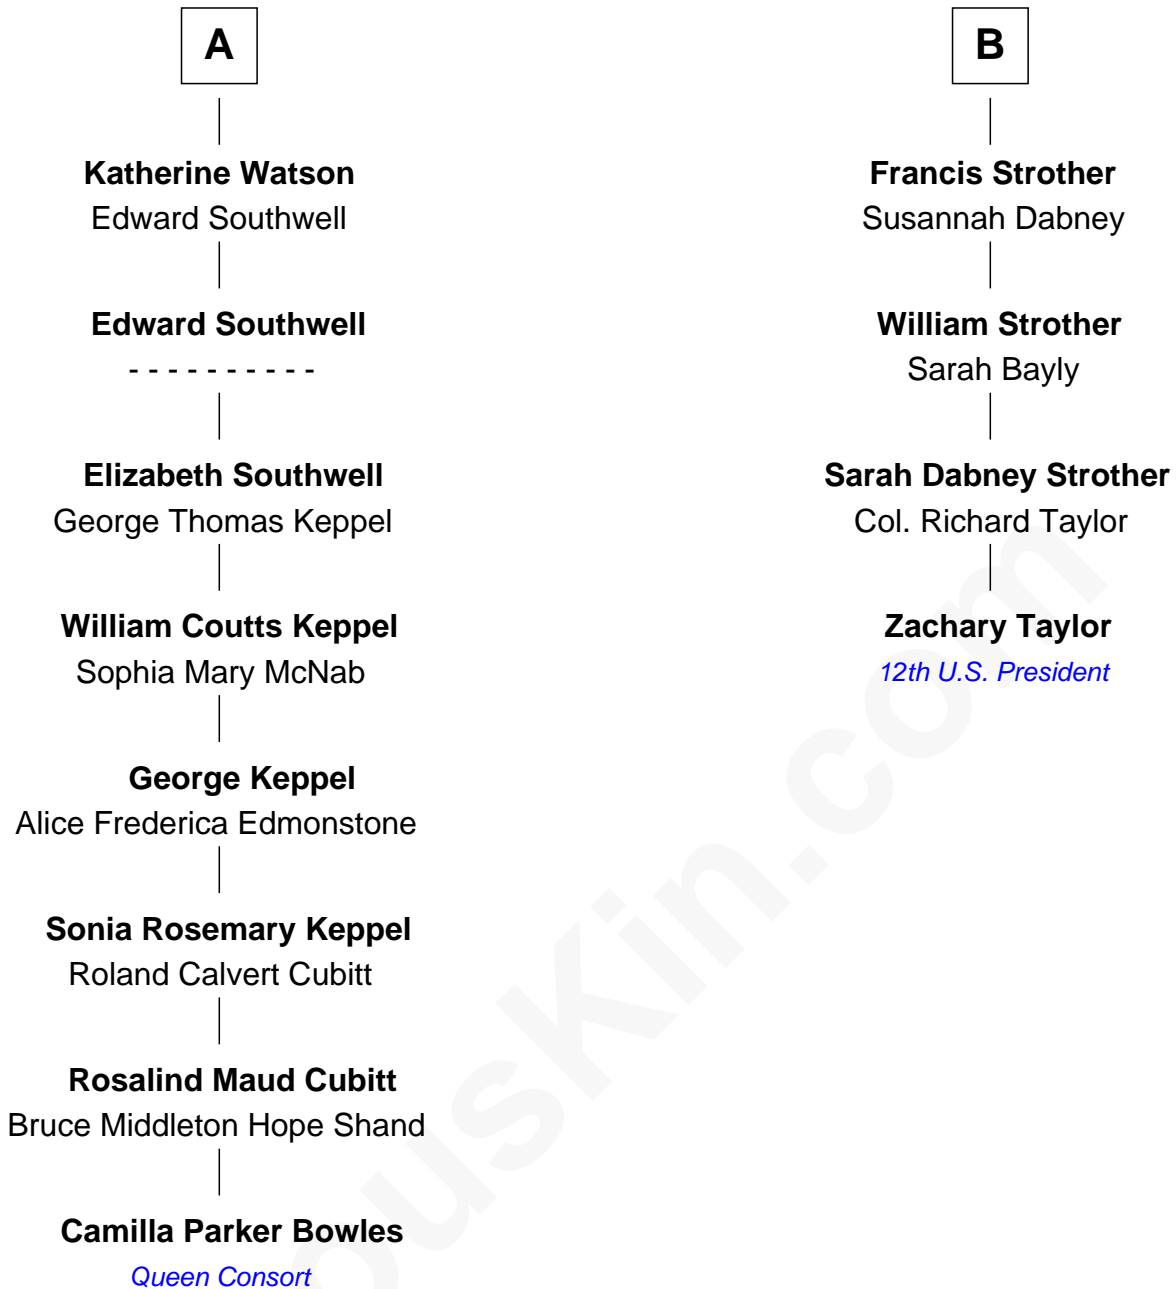 A
Katherine Watson
Edward Southwell
Edward Southwell
- - - - - - - - - -
Elizabeth Southwell
George Thomas Keppel
William Coutts Keppel
Sophia Mary McNab
George Keppel
Alice Frederica Edmonstone
Sonia Rosemary Keppel
Roland Calvert Cubitt
Rosalind Maud Cubitt
Bruce Middleton Hope Shand
Camilla Parker Bowles
Queen Consort
B
Francis Strother
Susannah Dabney
William Strother
Sarah Bayly
Sarah Dabney Strother
Col. Richard Taylor
Zachary Taylor
12th U.S. President
ousKin.com